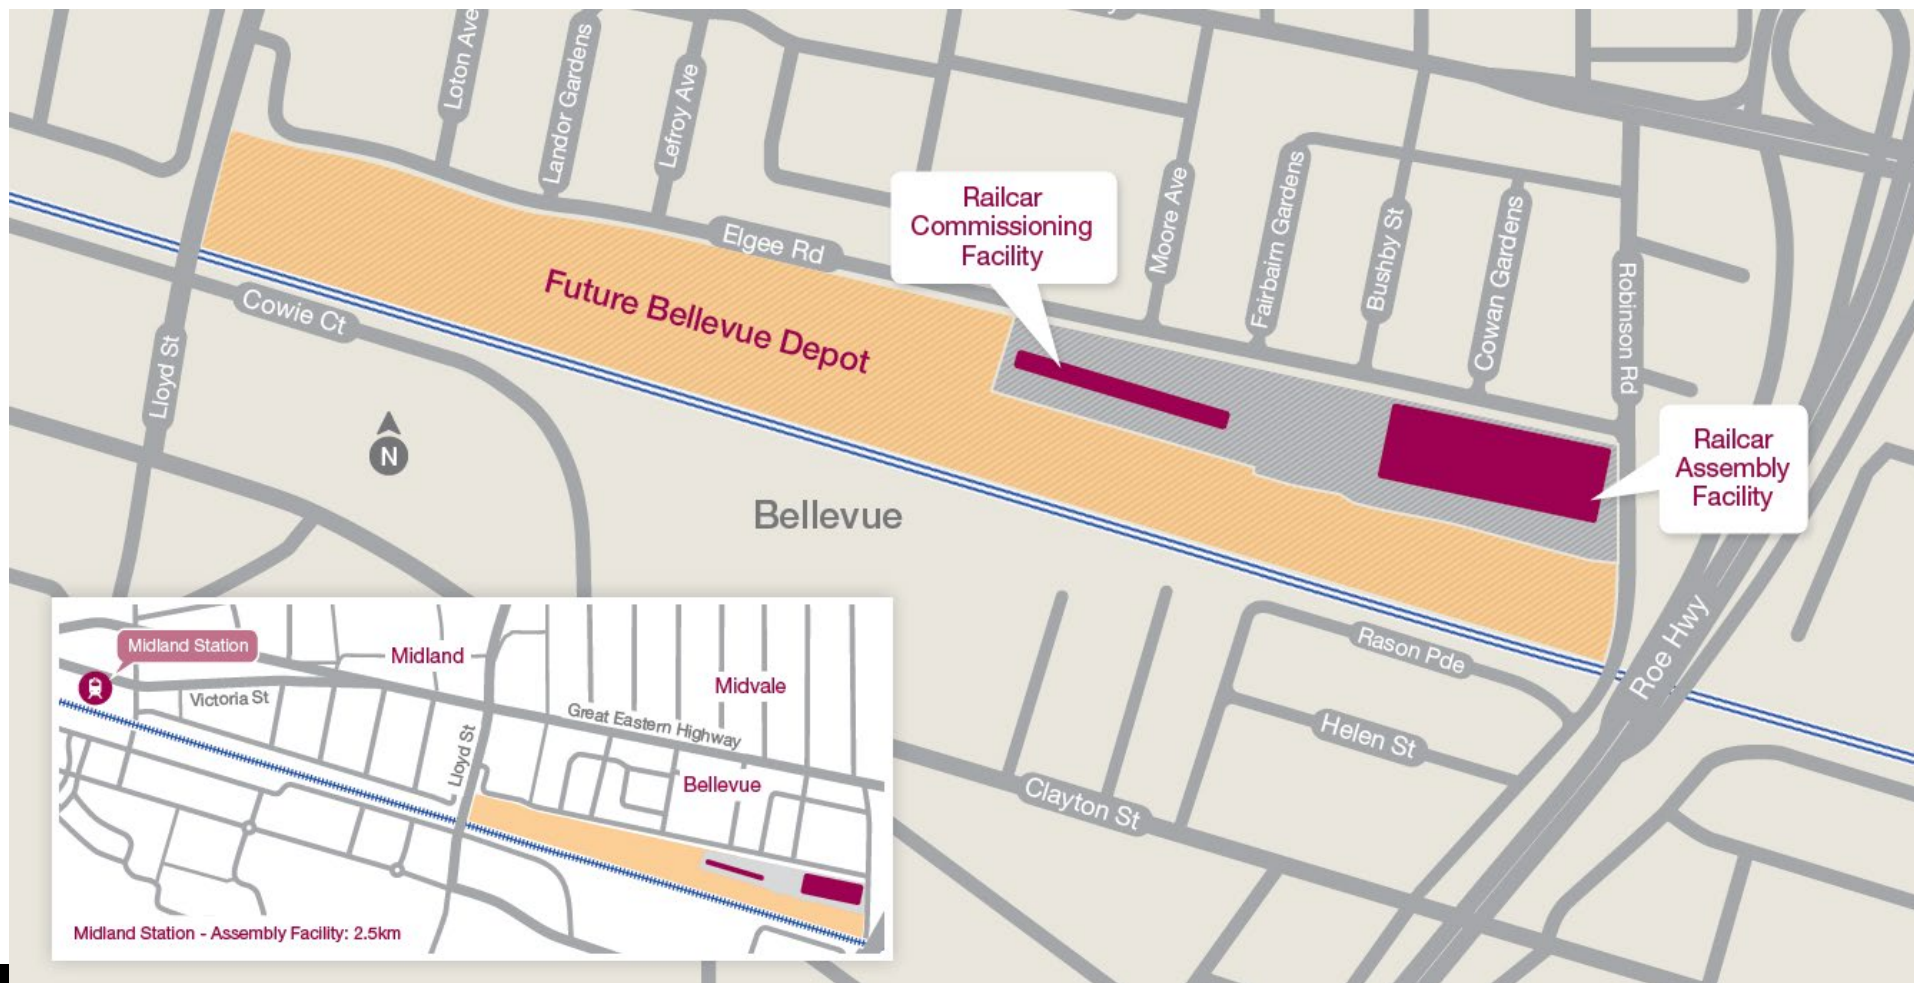 Loton Ave
Landor Gardens
Lefroy Ave
Elgee Rd
Railcar
Commissioning
Facility
Moore Ave
Fairbairn Gardens
Bushby St
Cowan Gardens
Robinson Rd
Future Bellevue Depot
Cowie Ct
Lloyd St
N
Bellevue
Railcar
Assembly
Facility
Roe Hwy
Rason Pde
Helen St
Clayton St
Midland Station
Midland
Midvale
Victoria St
Great Eastern Highway
Lloyd St
Bellevue
Midland Station - Assembly Facility: 2.5km